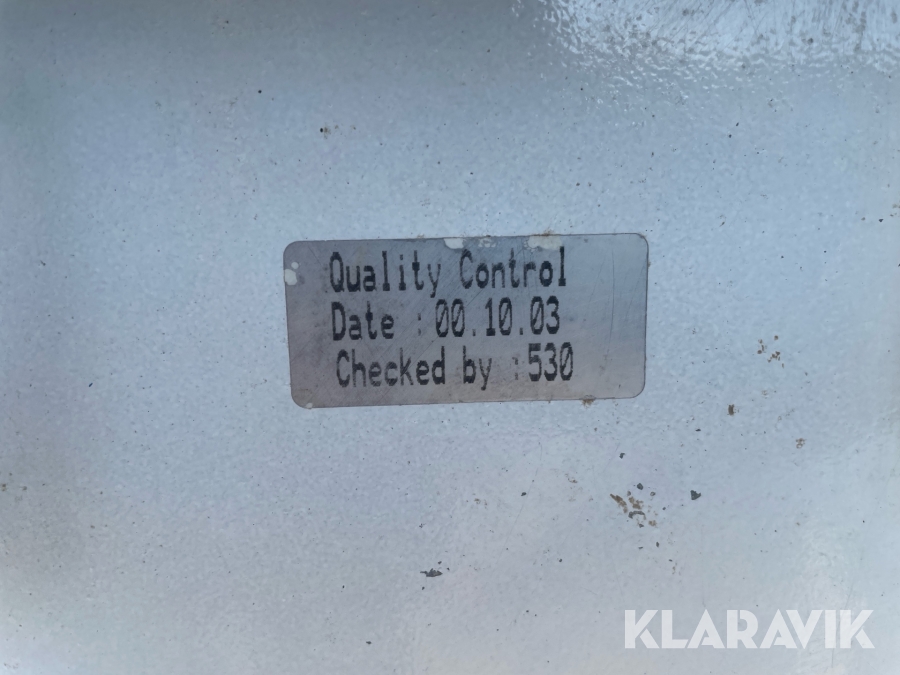 Quality Control
Date : 00.10.03
Checked by : 530
KLARAVIK